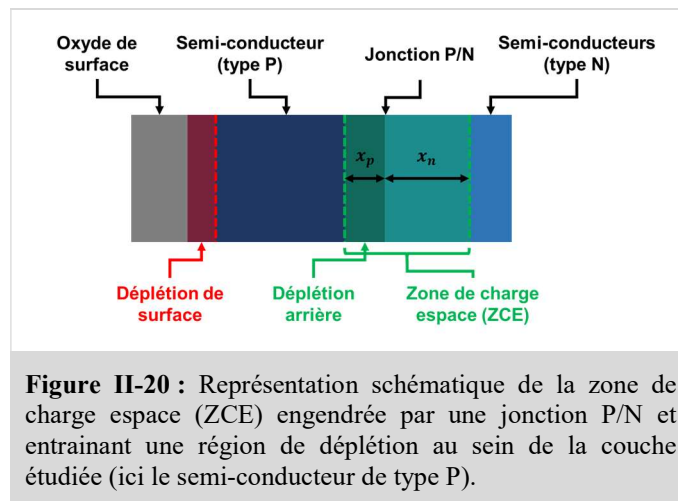 Oxyde de
surface
Semi-conducteur
(type P)
Jonction P/N
Semi-conducteurs
(type N)
x_p
x_n
Déplétion de
surface
Déplétion
arrière
Zone de charge
espace (ZCE)
Figure II-20 : Représentation schématique de la zone de
charge espace (ZCE) engendrée par une jonction P/N et
entrainant une région de déplétion au sein de la couche
étudiée (ici le semi-conducteur de type P).